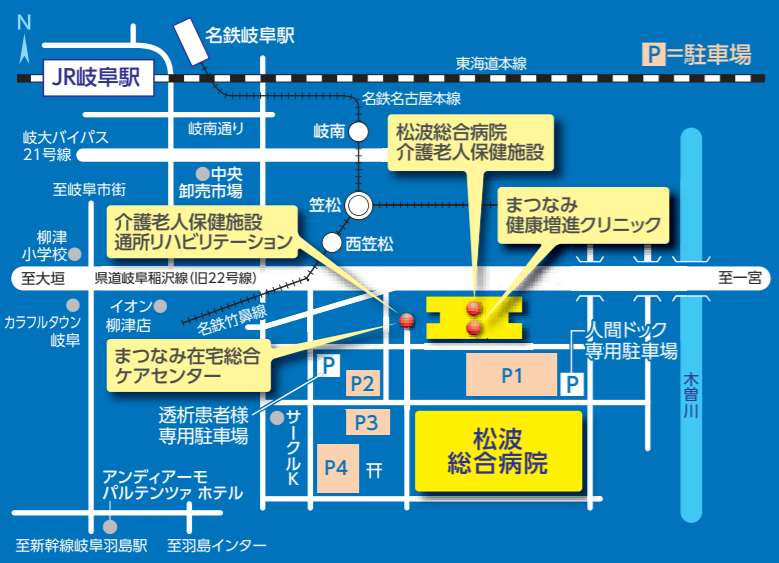 N
名鉄岐阜駅
P=駐車場
JR岐阜駅
東海道本線
名鉄名古屋本線
岐南通り
岐南
岐大バイパス
21号線
松波総合病院
介護老人保健施設
中央
卸売市場
至岐阜市街
笠松
まつなみ
健康増進クリニック
介護老人保健施設
通所リハビリテーション
柳津
小学校
西笠松
至大垣
県道岐阜稲沢線(旧22号線)
至一宮
カラフルタウン
岐阜
イオン
柳津店
名鉄竹鼻線
まつなみ在宅総合
ケアセンター
人間ドック
専用駐車場
P
P1
P
P2
木曽川
透析患者様
専用駐車場
サークルK
P3
松波
総合病院
P4
アンディアーモ
パルテンツァ ホテル
至新幹線岐阜羽島駅
至羽島インター